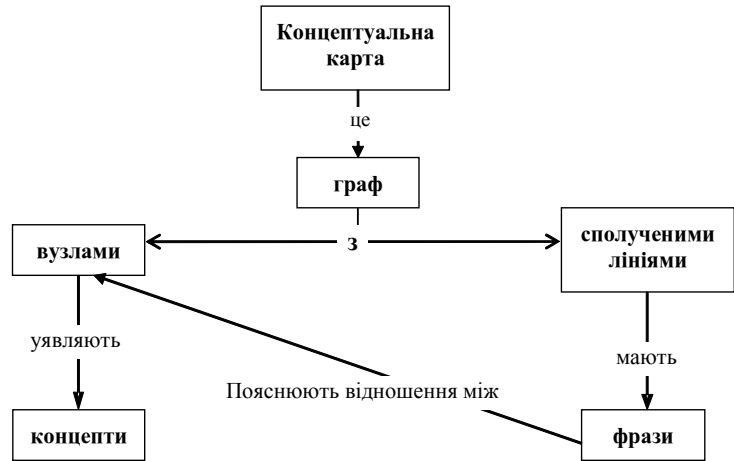 Концептуальна
карта
це
граф
вузлами
з
сполученими
лініями
уявляють
мають
Пояснюють відношення між
концепти
фрази